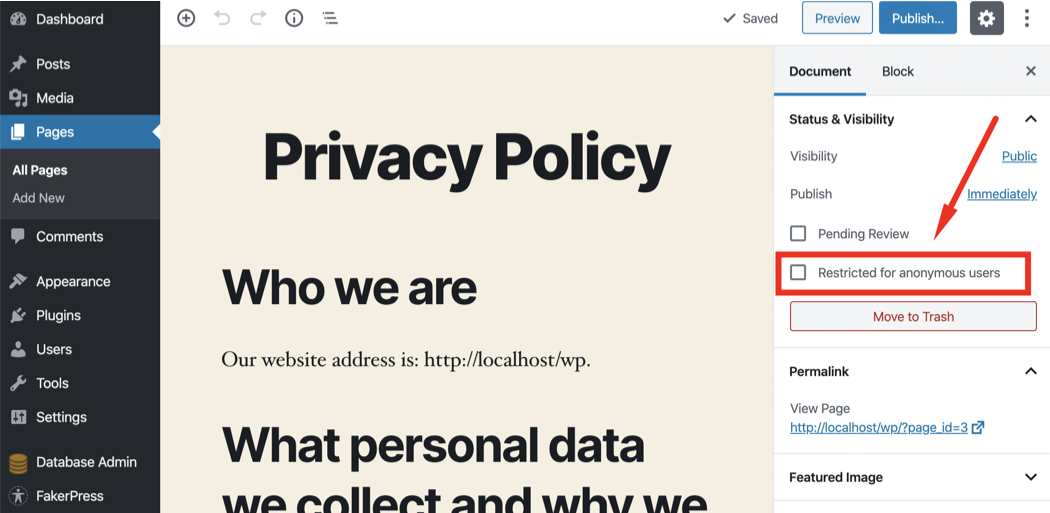 Dashboard
Posts
Media
Pages
All Pages
Add New
Comments
Appearance
Plugins
Users
Tools
Settings
Database Admin
FakerPress
Saved
Preview
Publish...
Privacy Policy
Who we are
Our website address is: http://localhost/wp.
What personal data
we collect and why we
Document
Block
Status & Visibility
Visibility
Public
Publish
Immediately
Pending Review
Restricted for anonymous users
Move to Trash
Permalink
View Page
http://localhost/wp/?page_id=3
Featured Image